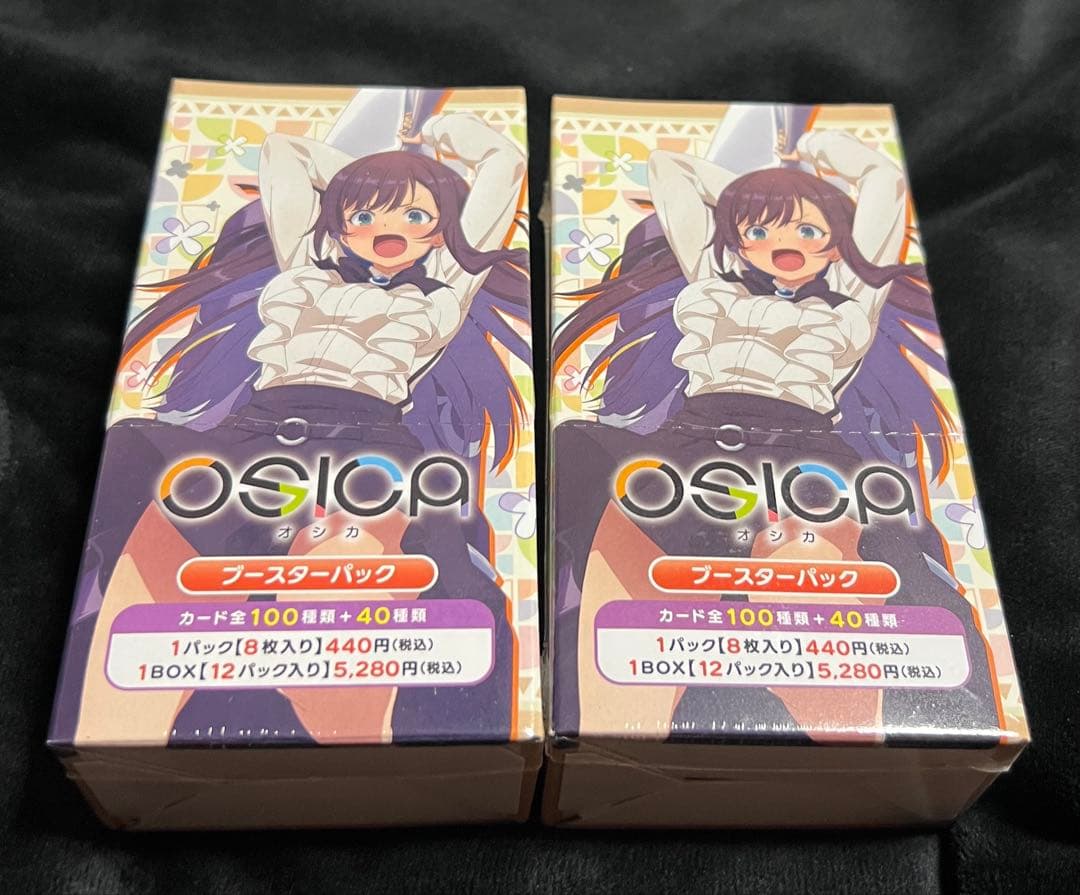 OSICA
オシカ
ブースターパック
カード全100種類+40種類
1パック【8枚入り】440円(税込)
1BOX【12パック入り】5,280円(税込)
OSICA
オシカ
ブースターパック
カード全100種類+40種類
1パック【8枚入り】440円(税込)
1BOX【12パック入り】5,280円(税込)